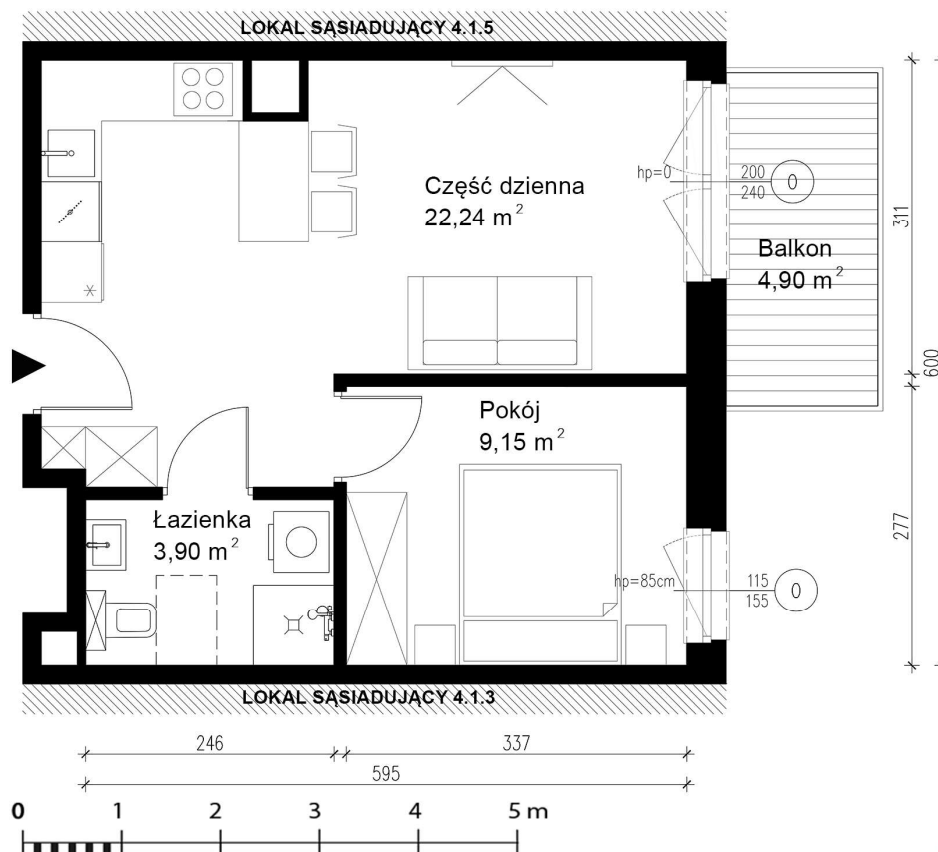 LOKAL SĄSIADUJĄCY 4.1.5
Część dzienna
22,24 m²
hp=0
200
240
0
Balkon
4,90 m²
311
600
Pokój
9,15 m²
Łazienka
3,90 m²
277
hp=85cm
115
155
0
LOKAL SĄSIADUJĄCY 4.1.3
246
337
595
0 1 2 3 4 5 m